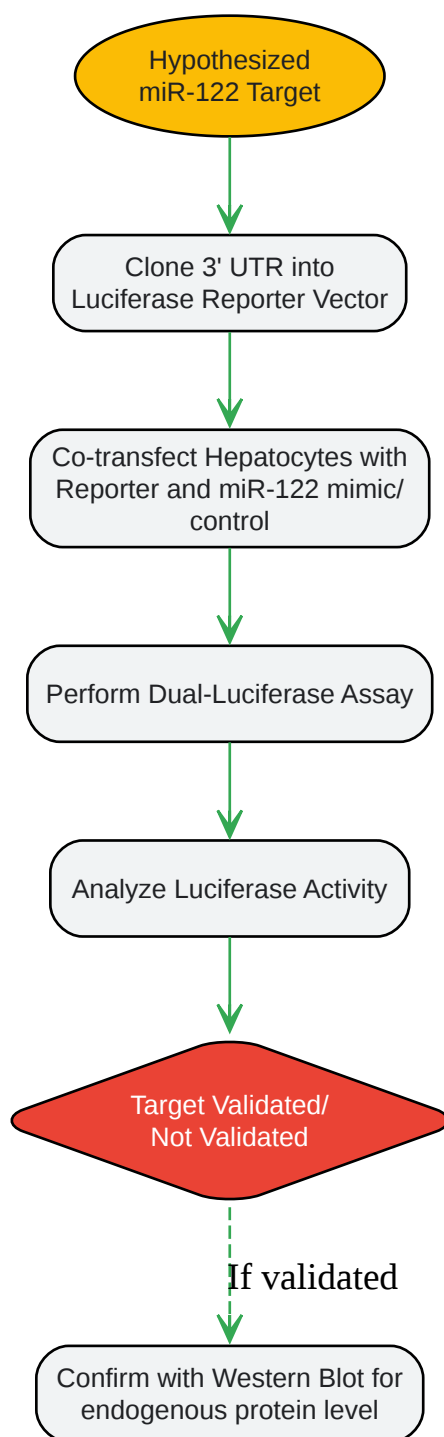 Hypothesized
miR-122 Target
Clone 3' UTR into
Luciferase Reporter Vector
Co-transfect Hepatocytes with
Reporter and miR-122 mimic/
control
Perform Dual-Luciferase Assay
Analyze Luciferase Activity
Target Validated/
Not Validated
If validated
Confirm with Western Blot for
endogenous protein level